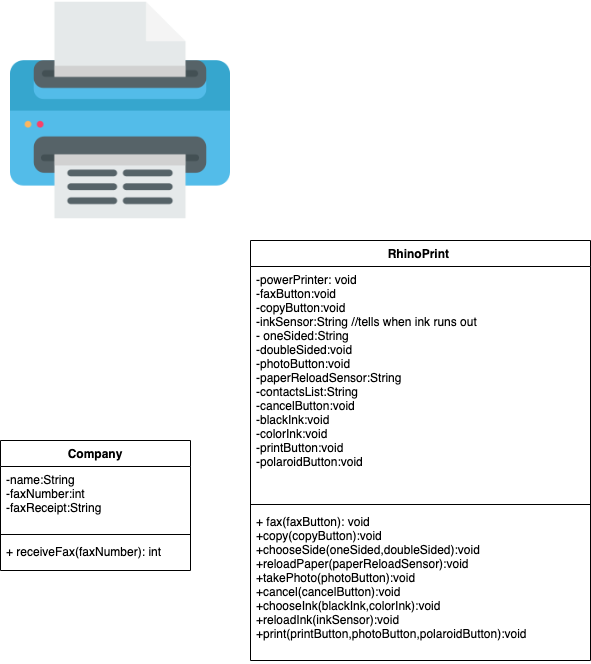 RhinoPrint
-powerPrinter: void
-faxButton:void
-copyButton:void
-inkSensor:String //tells when ink runs out
- oneSided:String
-doubleSided:void
-photoButton:void
-paperReloadSensor:String
-contactsList:String
-cancelButton:void
-blackInk:void
-colorInk:void
-printButton:void
-polaroidButton:void
+ fax(faxButton): void
+copy(copyButton):void
+chooseSide(oneSided,doubleSided):void
+reloadPaper(paperReloadSensor):void
+takePhoto(photoButton):void
+cancel(cancelButton):void
+chooseInk(blackInk,colorInk):void
+reloadInk(inkSensor):void
+print(printButton,photoButton,polaroidButton):void
Company
-name:String
-faxNumber:int
-faxReceipt:String
+ receiveFax(faxNumber): int